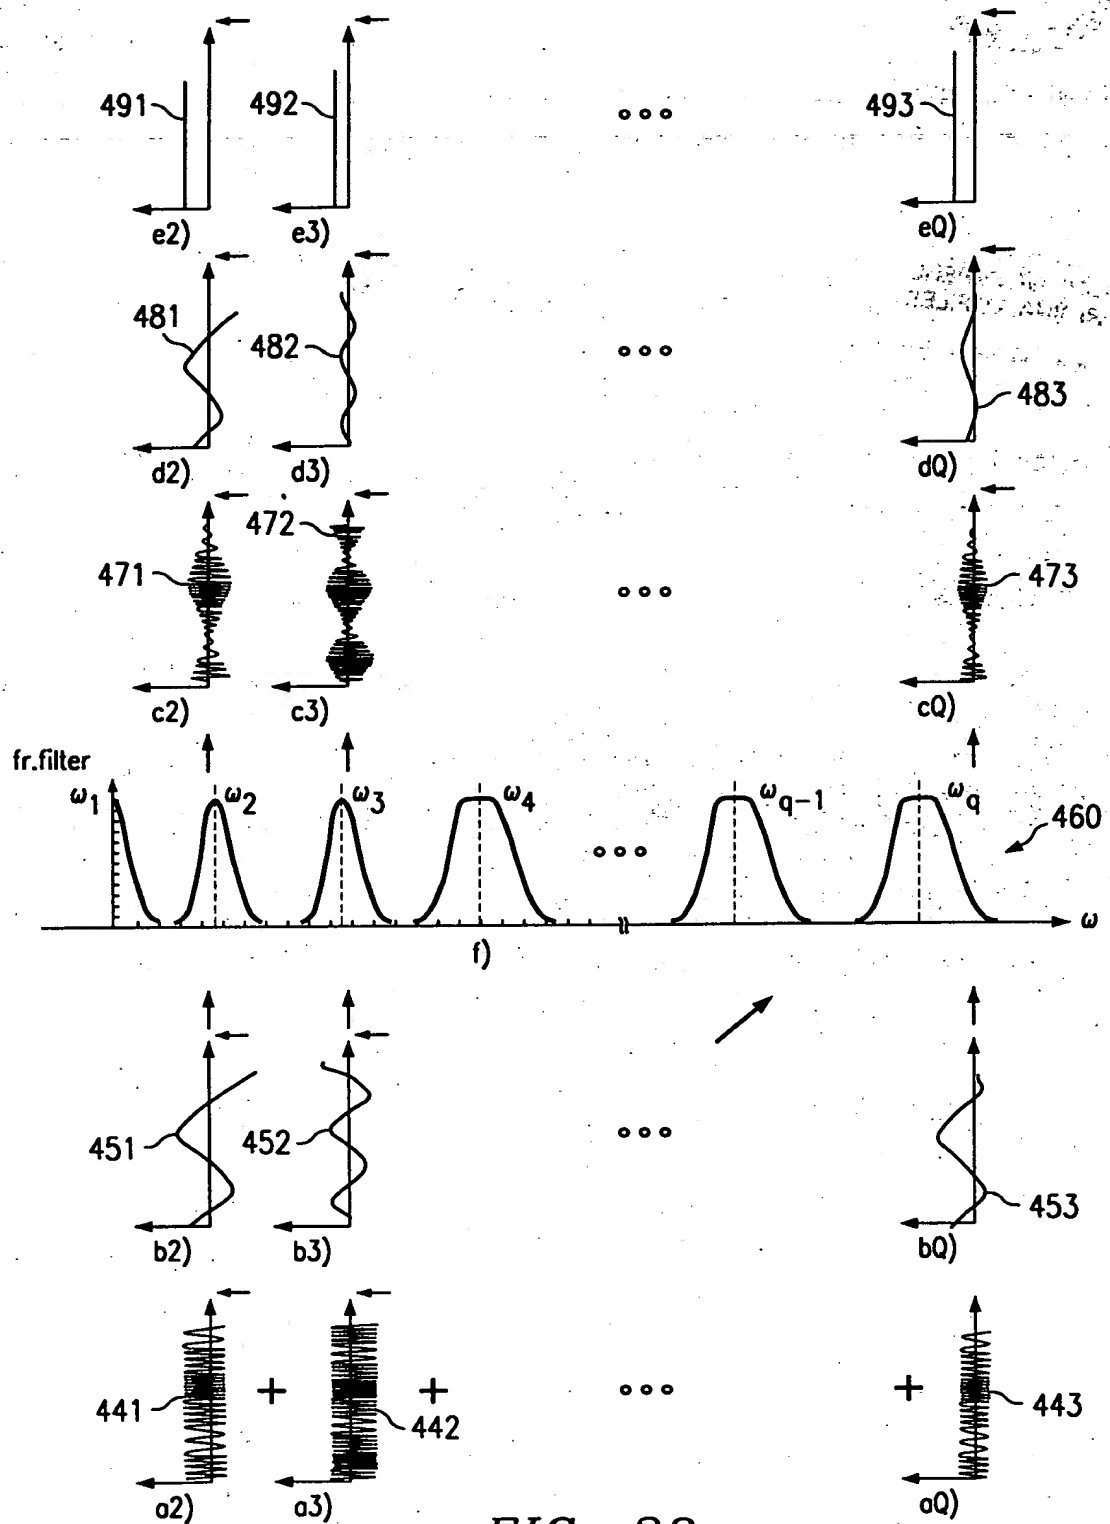 491
492
493
e2)
e3)
eQ)
481
482
483
d2)
d3)
dQ)
471
472
473
c2)
c3)
cQ)
fr.filter
ω1
ω2
ω3
ω4
ωq-1
ωq
460
ω
f)
451
452
453
b2)
b3)
bQ)
441
+
442
+
+
443
a2)
a3)
aQ)